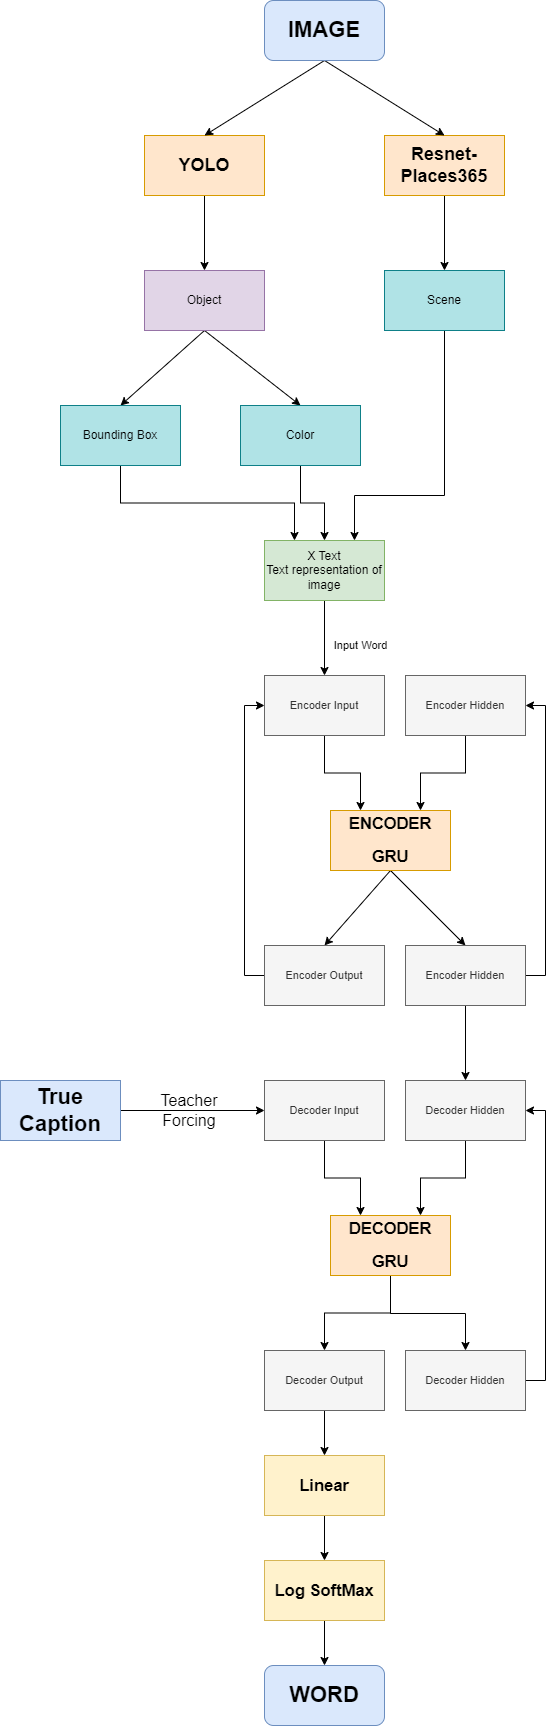 IMAGE
YOLO
Resnet-
Places365
Object
Scene
Bounding Box
Color
X Text
Text representation of
image
Input Word
Encoder Input
Encoder Hidden
ENCODER
GRU
Encoder Output
Encoder Hidden
True
Caption
Teacher
Forcing
Decoder Input
Decoder Hidden
DECODER
GRU
Decoder Output
Decoder Hidden
Linear
Log SoftMax
WORD